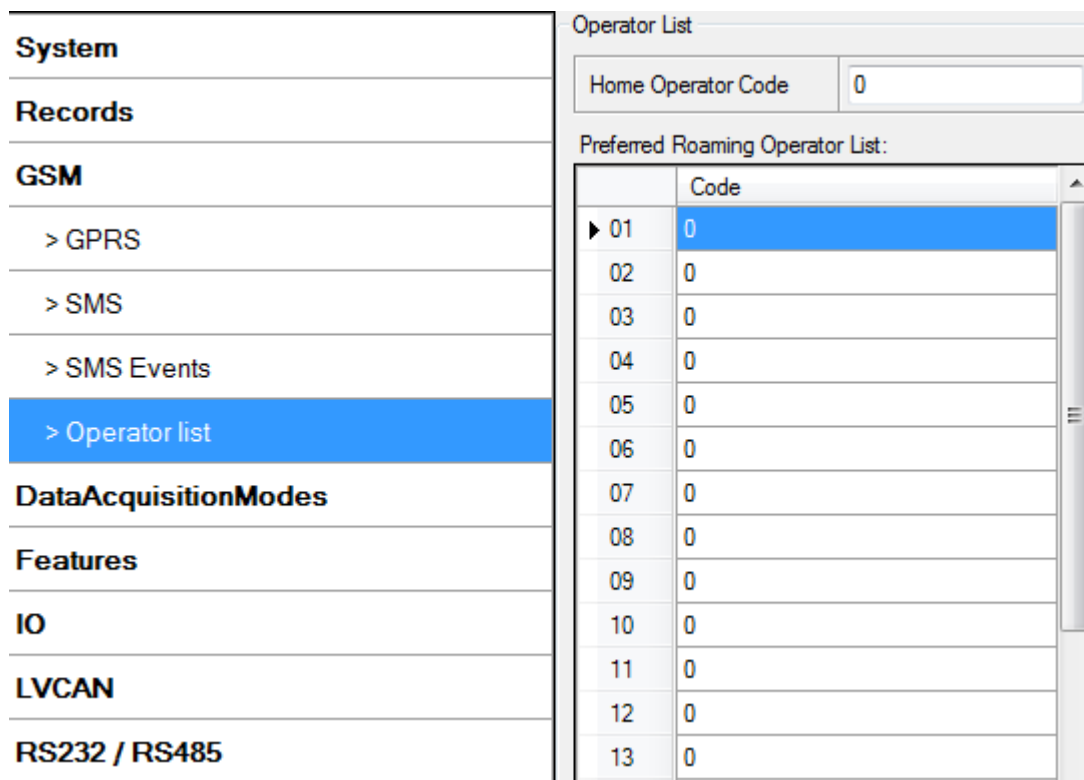 System
Records
GSM
> GPRS
> SMS
> SMS Events
> Operator list
DataAcquisitionModes
Features
IO
LVCAN
RS232 / RS485
Operator List
Home Operator Code 0
Preferred Roaming Operator List:
Code
01 0
02 0
03 0
04 0
05 0
06 0
07 0
08 0
09 0
10 0
11 0
12 0
13 0